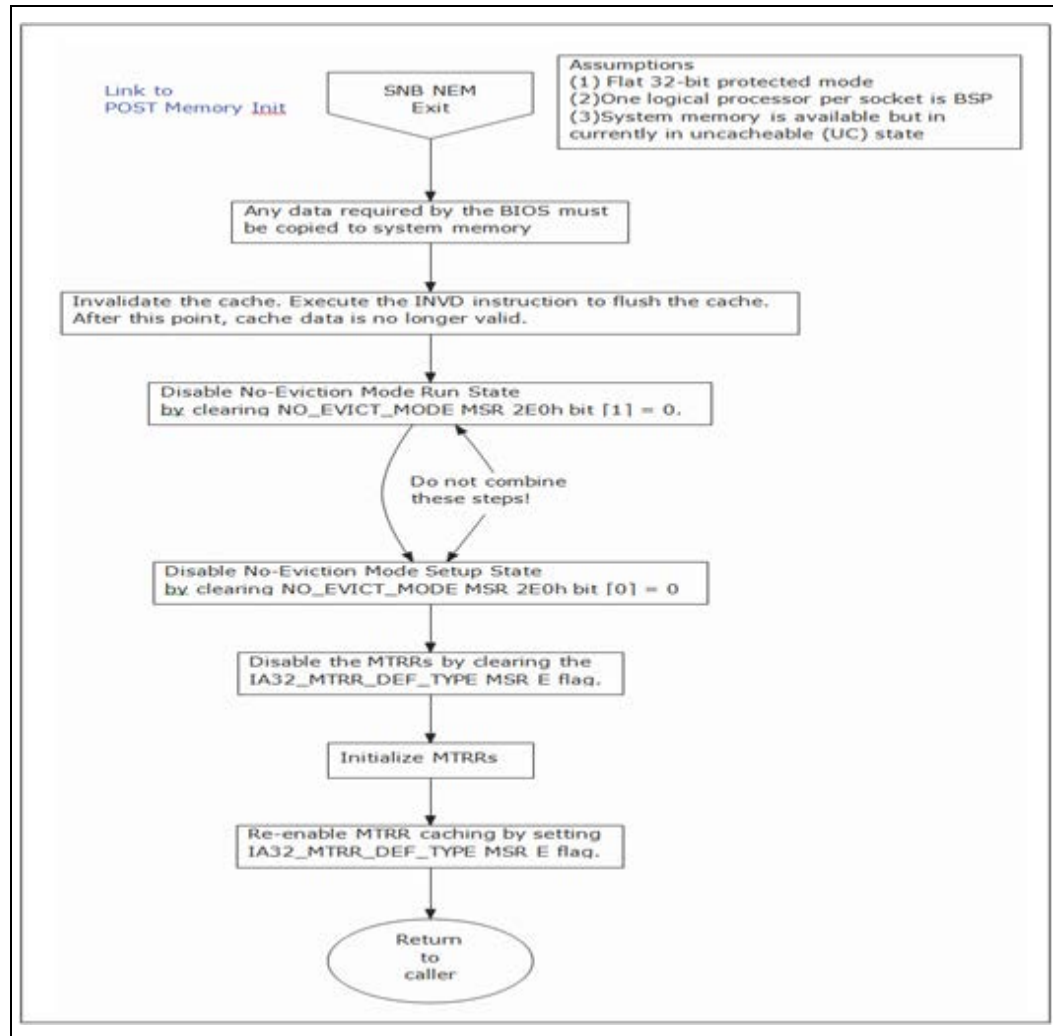 Link to
POST Memory Init
SNB NEM
Exit
Assumptions
(1) Flat 32-bit protected mode
(2)One logical processor per socket is BSP
(3)System memory is available but in
currently in uncacheable (UC) state
Any data required by the BIOS must
be copied to system memory
Invalidate the cache. Execute the INVD instruction to flush the cache.
After this point, cache data is no longer valid.
Disable No-Eviction Mode Run State
by clearing NO_EVICT_MODE MSR 2E0h bit [1] = 0.
Do not combine
these steps!
Disable No-Eviction Mode Setup State
by clearing NO_EVICT_MODE MSR 2E0h bit [0] = 0
Disable the MTRRs by clearing the
IA32_MTRR_DEF_TYPE MSR E flag.
Initialize MTRRs
Re-enable MTRR caching by setting
IA32_MTRR_DEF_TYPE MSR E flag.
Return
to
caller